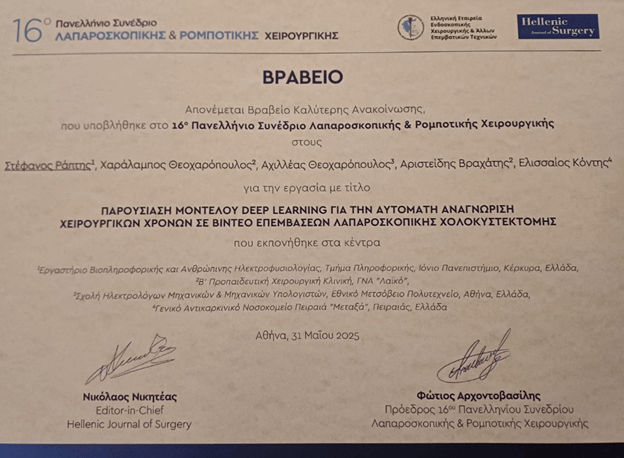 16ο Πανελλήνιο Συνέδριο
ΛΑΠΑΡΟΣΚΟΠΙΚΗΣ & ΡΟΜΠΟΤΙΚΗΣ ΧΕΙΡΟΥΡΓΙΚΗΣ
Ελληνική Εταιρεία
Ενδοσκοπικής
Χειρουργικής & Άλλων
Επεμβατικών Τεχνικών
Hellenic
Journal of Surgery
ΒΡΑΒΕΙΟ
Απονέμεται Βραβείο Καλύτερης Ανακοίνωσης,
που υποβλήθηκε στο 16ο Πανελλήνιο Συνέδριο Λαπαροσκοπικής & Ρομποτικής Χειρουργικής
στους
Στέφανος Ράπτης¹, Χαράλαμπος Θεοχαρόπουλος², Αχιλλέας Θεοχαρόπουλος³, Αριστείδης Βραχάτης², Ελισσαίος Κόντης⁴
για την εργασία με τίτλο
ΠΑΡΟΥΣΙΑΣΗ ΜΟΝΤΕΛΟΥ DEEP LEARNING ΓΙΑ ΤΗΝ ΑΥΤΟΜΑΤΗ ΑΝΑΓΝΩΡΙΣΗ
ΧΕΙΡΟΥΡΓΙΚΩΝ ΧΡΟΝΩΝ ΣΕ ΒΙΝΤΕΟ ΕΠΕΜΒΑΣΕΩΝ ΛΑΠΑΡΟΣΚΟΠΙΚΗΣ ΧΟΛΟΚΥΣΤΕΚΤΟΜΗΣ
που εκπονήθηκε στα κέντρα
¹Εργαστήριο Βιοπληροφορικής και Ανθρώπινης Ηλεκτροφυσιολογίας, Τμήμα Πληροφορικής, Ιόνιο Πανεπιστήμιο, Κέρκυρα, Ελλάδα,
²Β' Προπαιδευτική Χειρουργική Κλινική, ΓΝΑ "Λαϊκό",
³Σχολή Ηλεκτρολόγων Μηχανικών & Μηχανικών Υπολογιστών, Εθνικό Μετσόβειο Πολυτεχνείο, Αθήνα, Ελλάδα,
⁴Γενικό Αντικαρκινικό Νοσοκομείο Πειραιά "Μεταξά", Πειραιάς, Ελλάδα
Αθήνα, 31 Μαΐου 2025
Νικόλαος Νικητέας
Editor-in-Chief
Hellenic Journal of Surgery
Φώτιος Αρχοντοβασίλης
Πρόεδρος 16ου Πανελληνίου Συνεδρίου
Λαπαροσκοπικής & Ρομποτικής Χειρουργικής